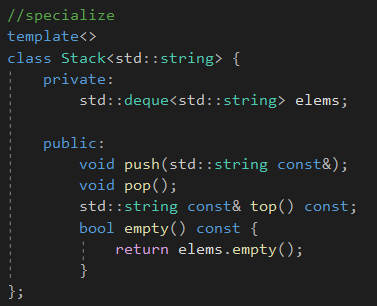 //specialize
template<>
class Stack<std::string> {
    private:
        std::deque<std::string> elems;

    public:
        void push(std::string const&);
        void pop();
        std::string const& top() const;
        bool empty() const {
            return elems.empty();
        }
};